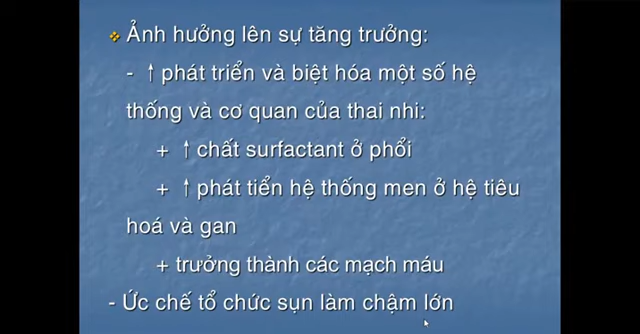 ❖ Ảnh hưởng lên sự tăng trưởng:
- ↑ phát triển và biệt hóa một số hệ
thống và cơ quan của thai nhi:
+ ↑ chất surfactant ở phổi
+ ↑ phát tiển hệ thống men ở hệ tiêu
hoá và gan
+ trưởng thành các mạch máu
- Ức chế tổ chức sụn làm chậm lớn